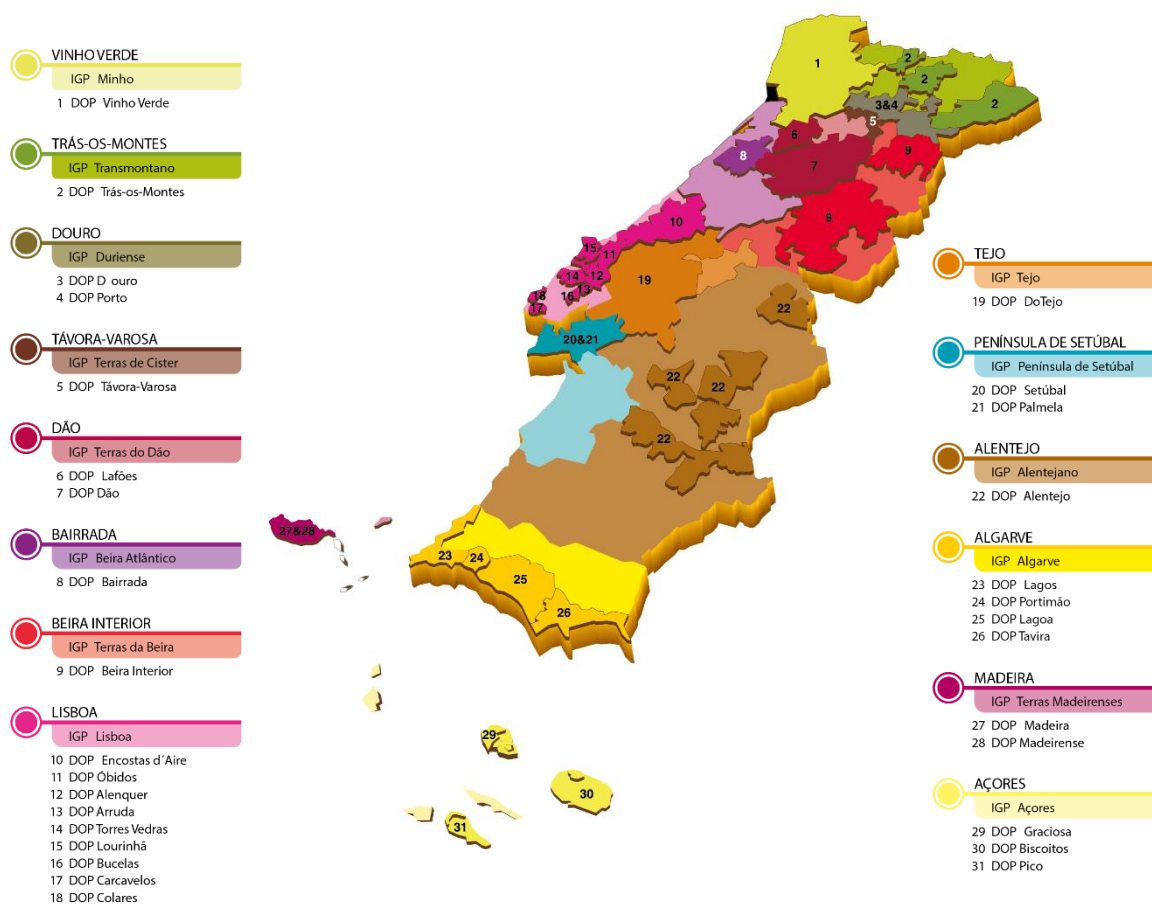 VINHO VERDE
IGP Minho
1 DOP Vinho Verde
TRÁS-OS-MONTES
IGP Transmontano
2 DOP Trás-os-Montes
DOURO
IGP Duriense
3 DOP D ouro
4 DOP Porto
TÁVORA-VAROSA
IGP Terras de Cister
5 DOP Távora-Varosa
DÃO
IGP Terras do Dão
6 DOP Lafões
7 DOP Dão
BAIRRADA
IGP Beira Atlântico
8 DOP Bairrada
BEIRA INTERIOR
IGP Terras da Beira
9 DOP Beira Interior
LISBOA
IGP Lisboa
10 DOP Encostas d´Aire
11 DOP Óbidos
12 DOP Alenquer
13 DOP Arruda
14 DOP Torres Vedras
15 DOP Lourinhã
16 DOP Bucelas
17 DOP Carcavelos
18 DOP Colares
1
2
2
3&4
2
5
6
8
7
9
9
10
15
11
14
12
13
16
18
17
19
22
20&21
22
22
22
27&28
23
24
25
26
29
30
31
TEJO
IGP Tejo
19 DOP DoTejo
PENÍNSULA DE SETÚBAL
IGP Península de Setúbal
20 DOP Setúbal
21 DOP Palmela
ALENTEJO
IGP Alentejano
22 DOP Alentejo
ALGARVE
IGP Algarve
23 DOP Lagos
24 DOP Portimão
25 DOP Lagoa
26 DOP Tavira
MADEIRA
IGP Terras Madeirenses
27 DOP Madeira
28 DOP Madeirense
AÇORES
IGP Açores
29 DOP Graciosa
30 DOP Biscoitos
31 DOP Pico